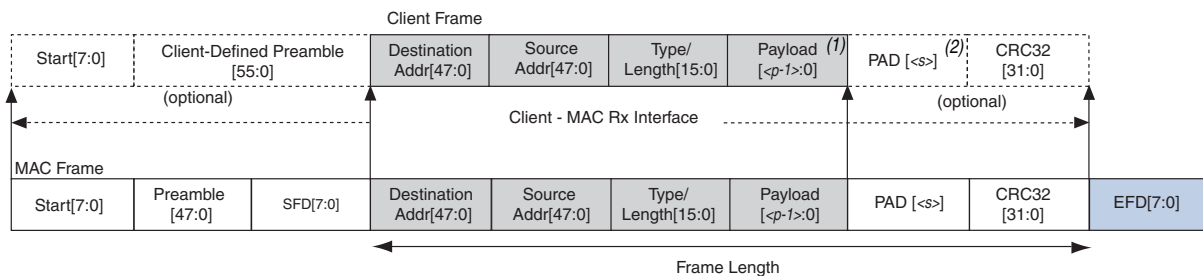 Client Frame
Start[7:0]
Client-Defined Preamble
[55:0]
Destination
Addr[47:0]
Source
Addr[47:0]
Type/
Length[15:0]
Payload (1)
[<p-1>:0]
PAD [<s>] (2)
CRC32
[31:0]
(optional)
Client - MAC Rx Interface
(optional)
MAC Frame
Start[7:0]
Preamble
[47:0]
SFD[7:0]
Destination
Addr[47:0]
Source
Addr[47:0]
Type/
Length[15:0]
Payload
[<p-1>:0]
PAD [<s>]
CRC32
[31:0]
EFD[7:0]
Frame Length